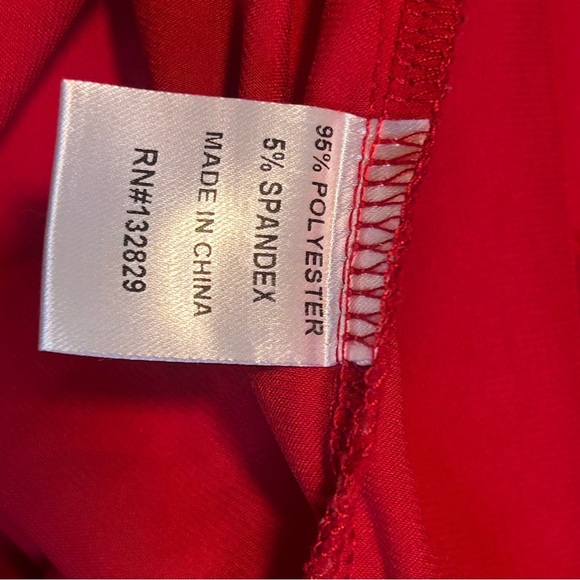 95% POLYESTER
5% SPANDEX
MADE IN CHINA
RN#132829